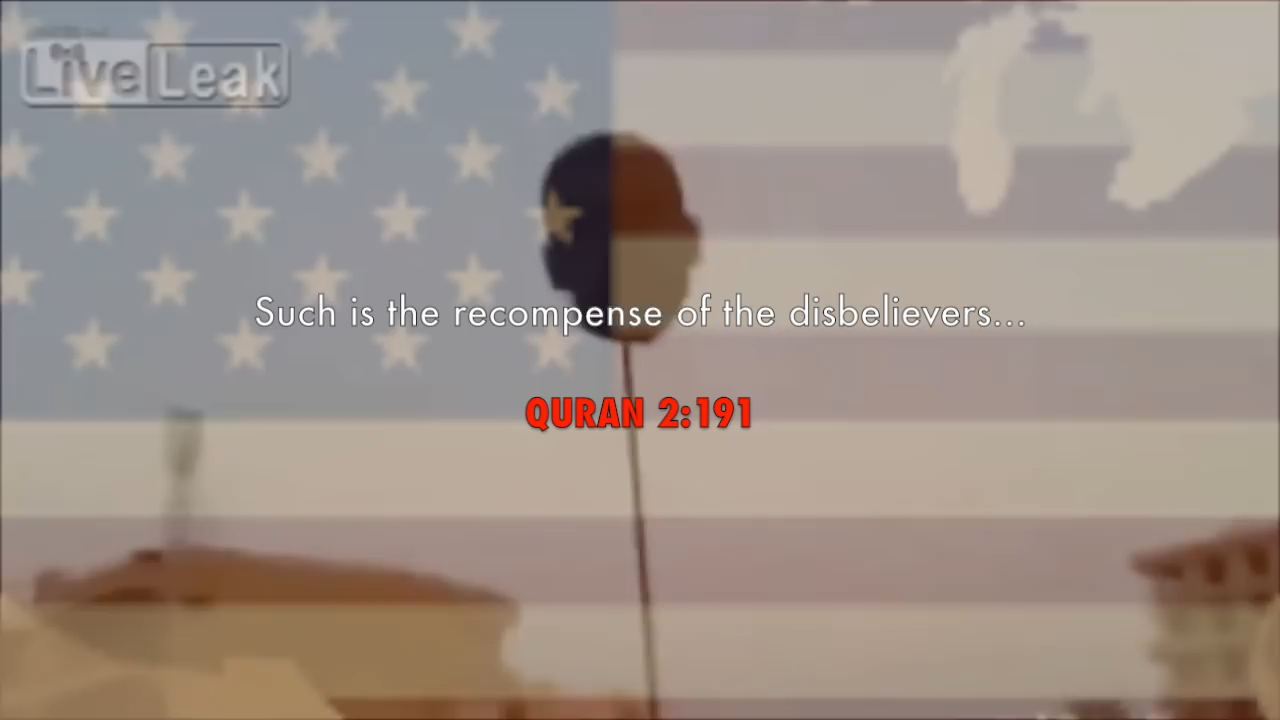 LiveLeak
Such is the recompense of the disbelievers...
QURAN 2:191